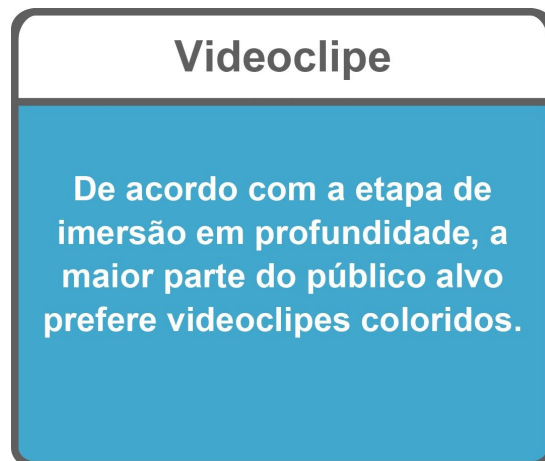 Videoclipe
De acordo com a etapa de
imersão em profundidade, a
maior parte do público alvo
prefere videoclipes coloridos.